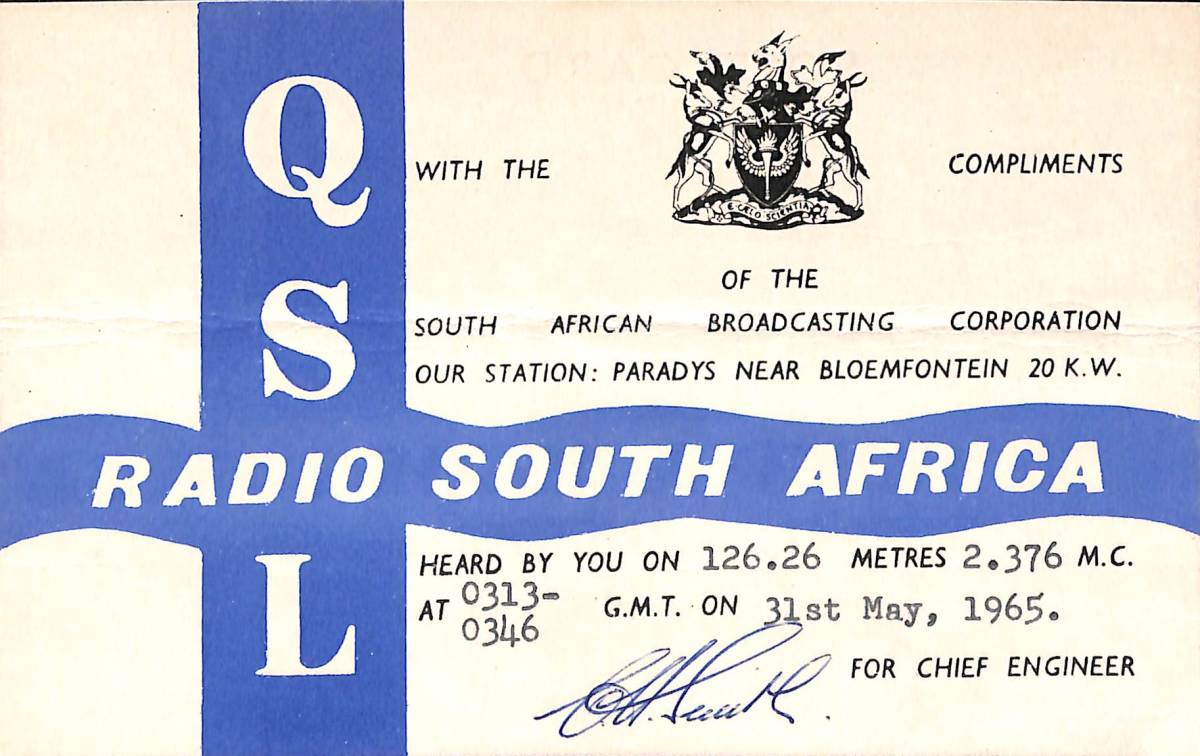 QSL
WITH THE COMPLIMENTS
E CÆLO SCIENTIA
OF THE
SOUTH AFRICAN BROADCASTING CORPORATION
OUR STATION: PARADYS NEAR BLOEMFONTEIN 20 K.W.
RADIO SOUTH AFRICA
HEARD BY YOU ON 126.26 METRES 2.376 M.C.
AT 0313-0346 G.M.T. ON 31st May, 1965.
FOR CHIEF ENGINEER